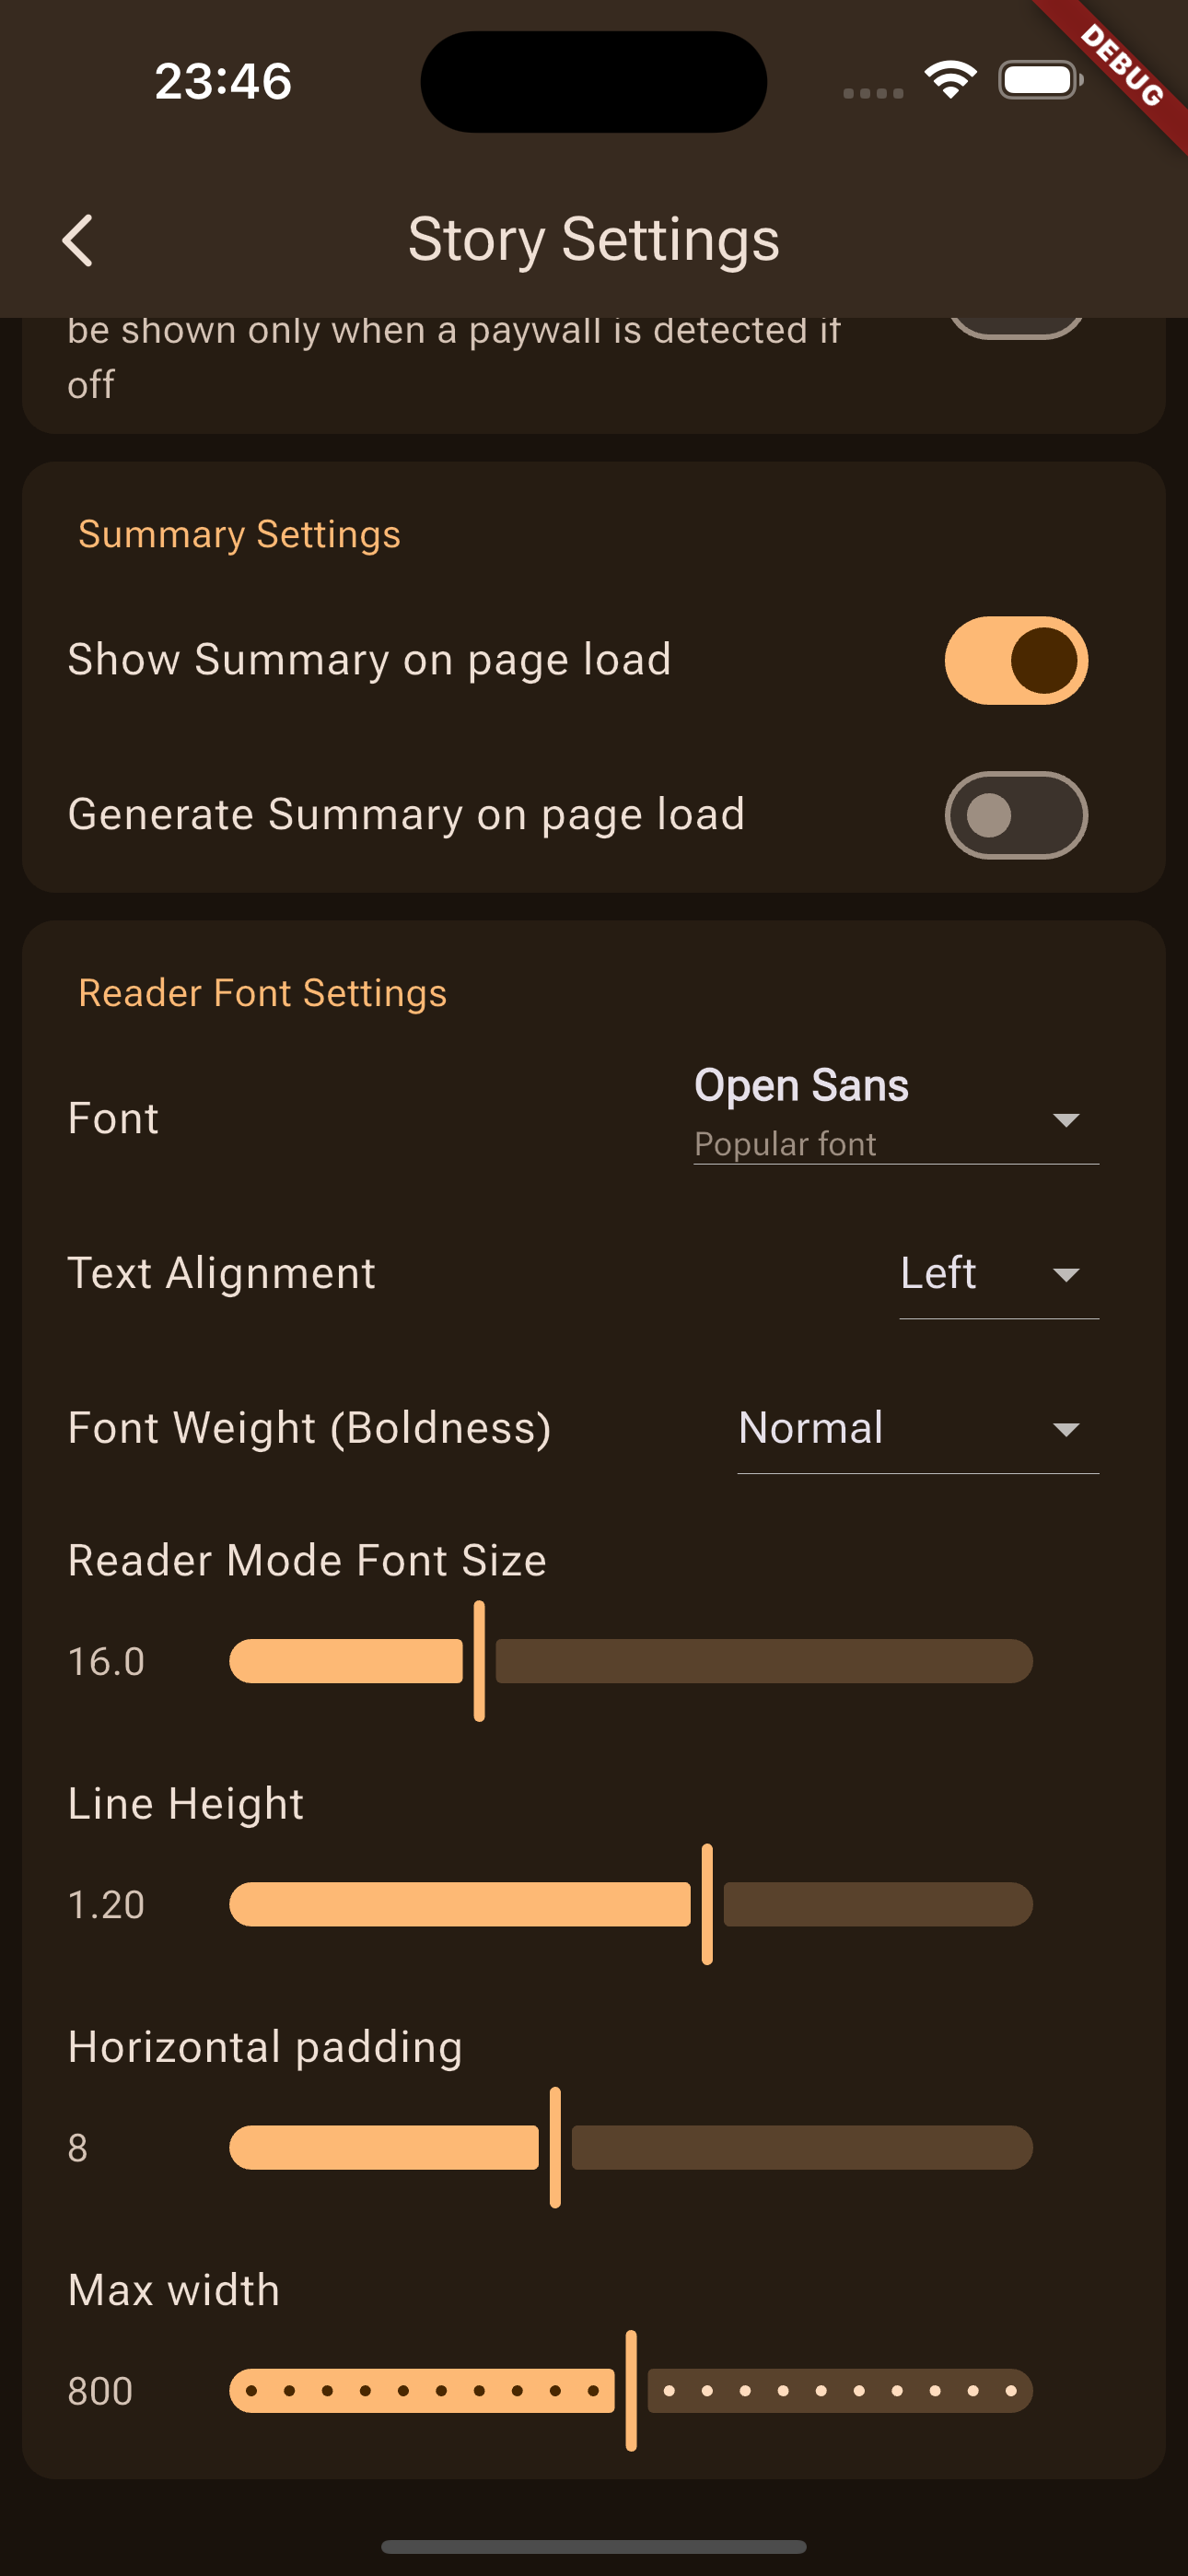 23:46
DEBUG
Story Settings
be shown only when a paywall is detected if
off
Summary Settings
Show Summary on page load
Generate Summary on page load
Reader Font Settings
Font
Open Sans
Popular font
Text Alignment
Left
Font Weight (Boldness)
Normal
Reader Mode Font Size
16.0
Line Height
1.20
Horizontal padding
8
Max width
800